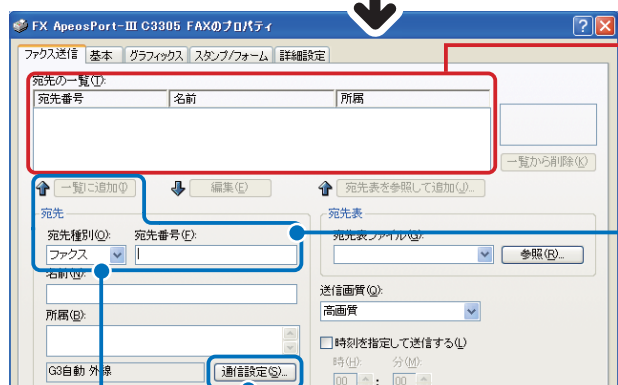 FX ApeosPort-III C3305 FAXのプロパティ
ファクス送信 基本 グラフィックス スタンプ/フォーム 詳細設定
宛先の一覧(T):
宛先番号 名前 所属
一覧から削除(K)
一覧に追加(I) 編集(E) 宛先表を参照して追加(J)...
宛先 宛先表
宛先種別(O): 宛先番号(F): 宛先表ファイル(G):
ファクス 参照(R)...
名前(N):
送信画質(Q):
高画質
所属(B):
時刻を指定して送信する(L)
時(H): 分(M):
G3自動 外線 通信設定(S)... 00 : 00